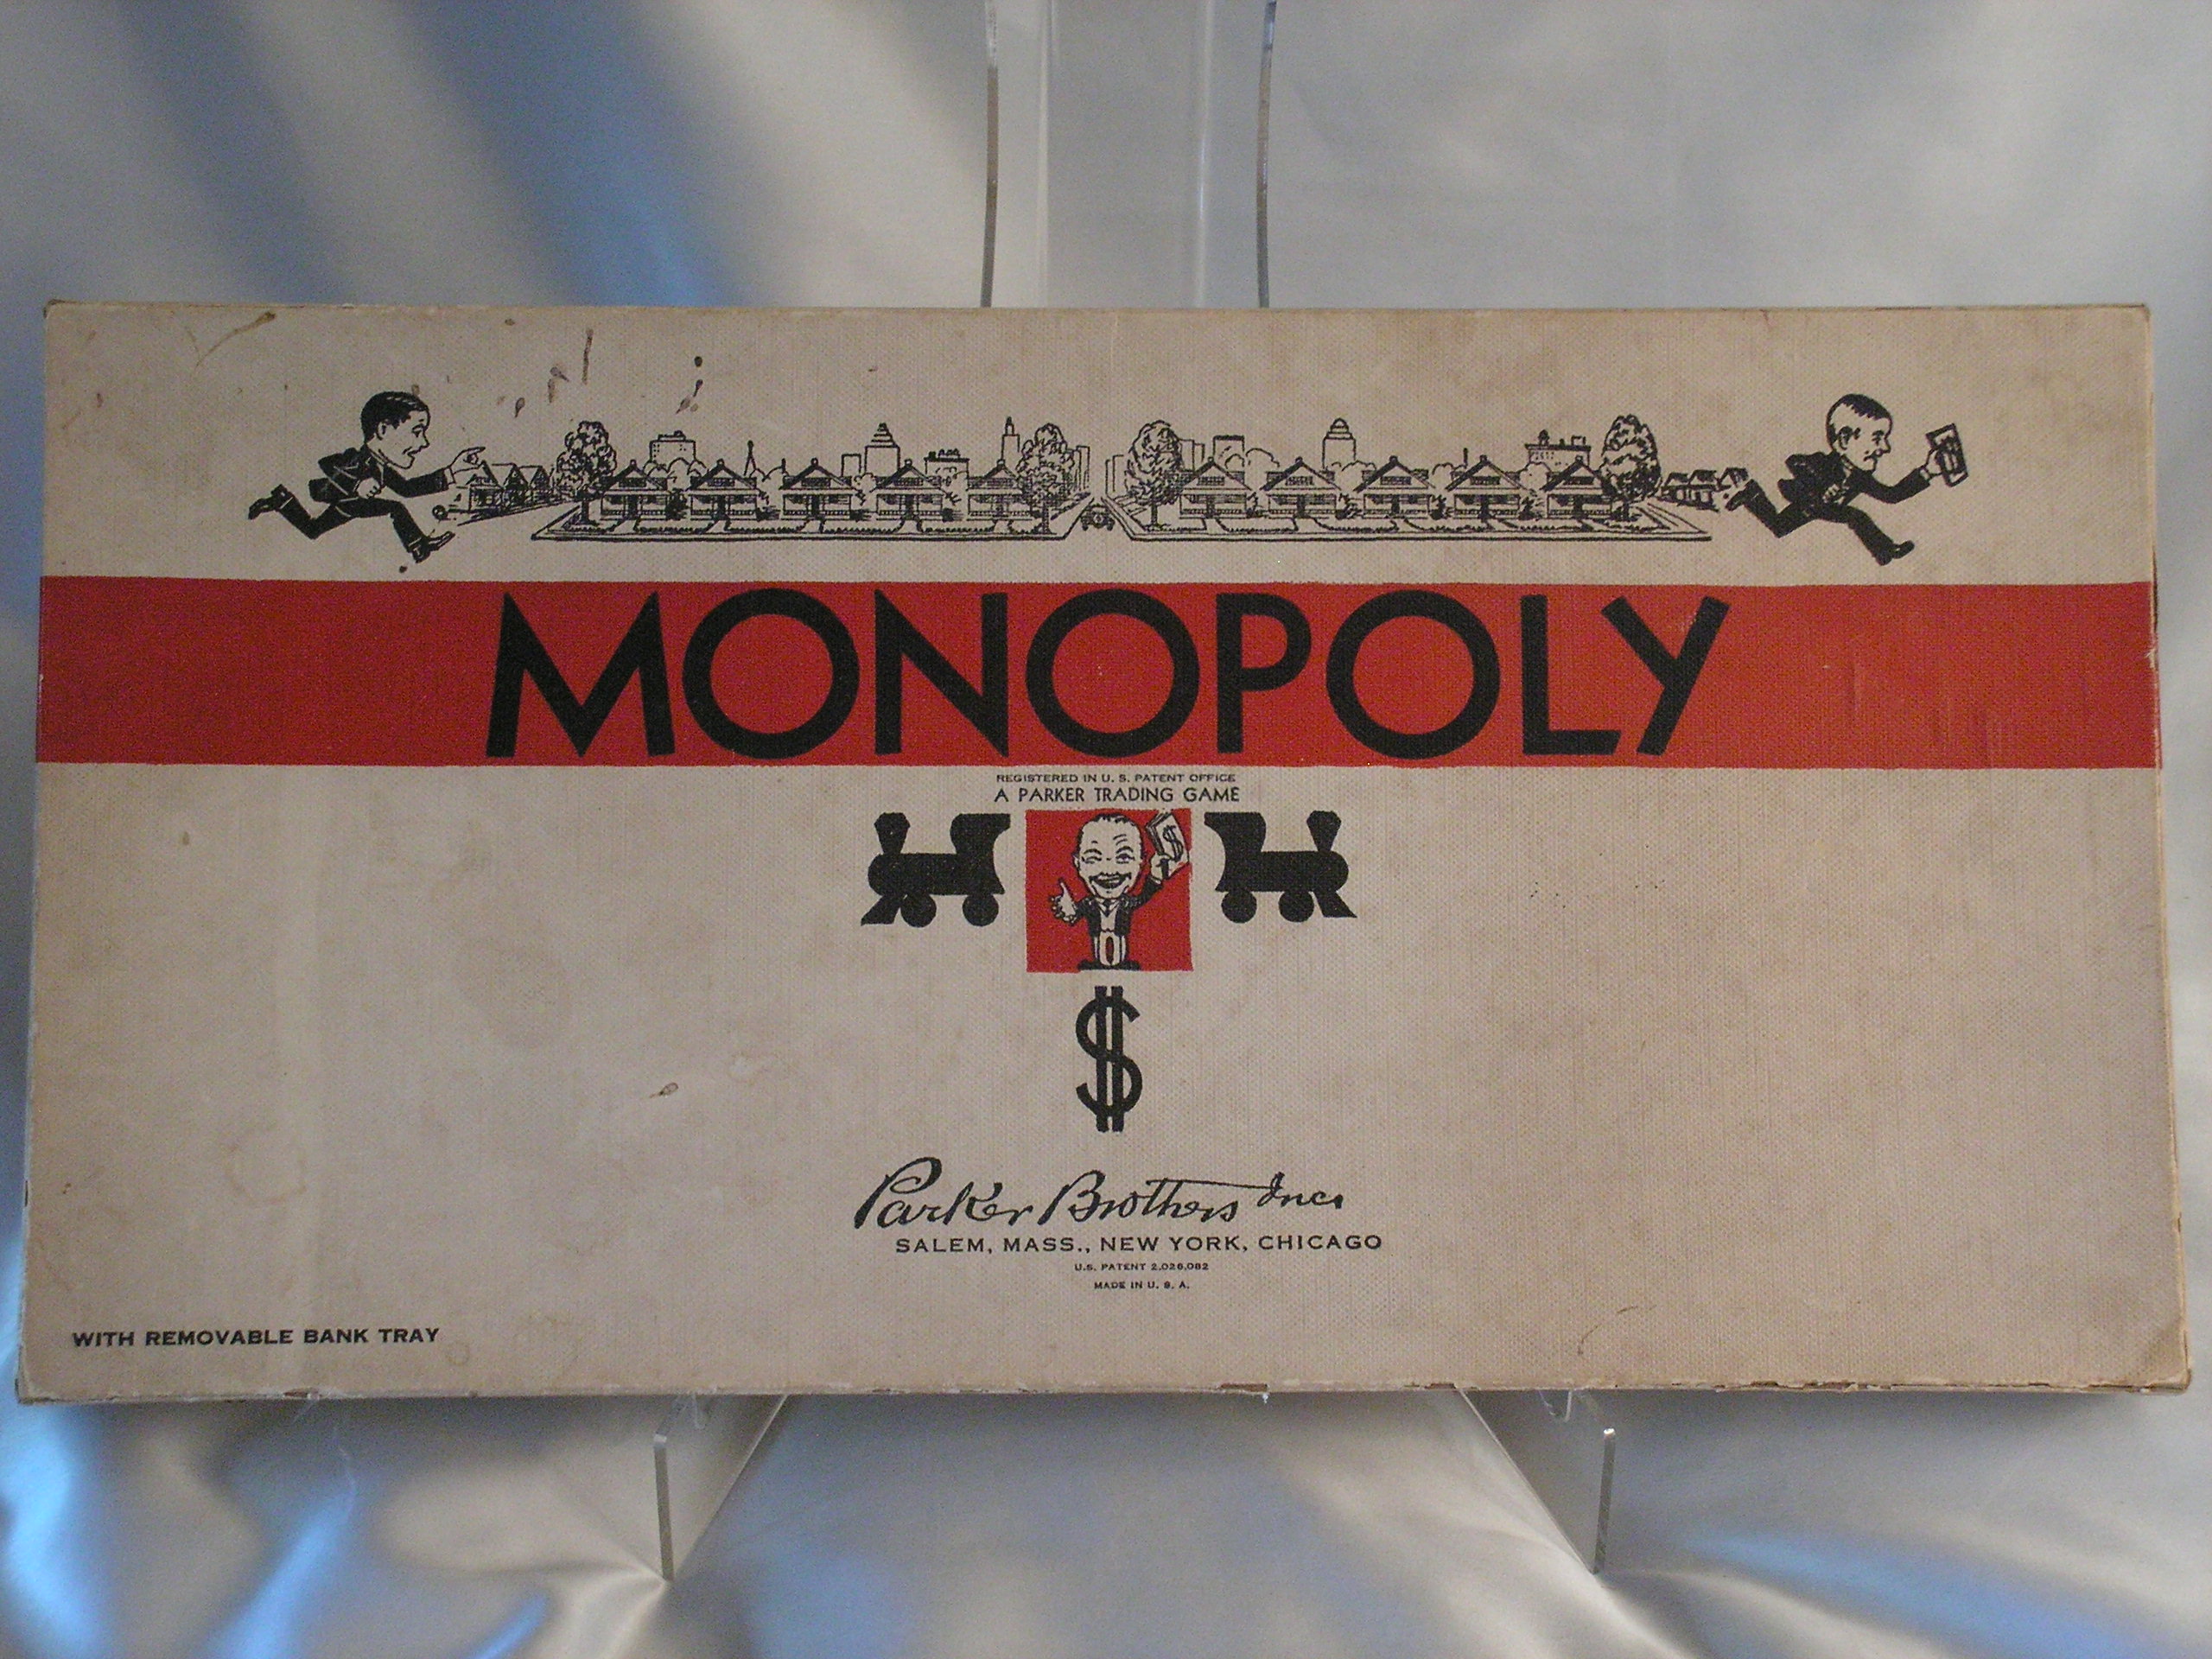 MONOPOLY
REGISTERED IN U. S. PATENT OFFICE
A PARKER TRADING GAME
$
$
Parker Brothers Inc.
SALEM, MASS., NEW YORK, CHICAGO
U.S. PATENT 2,026,082
MADE IN U. S. A.
WITH REMOVABLE BANK TRAY